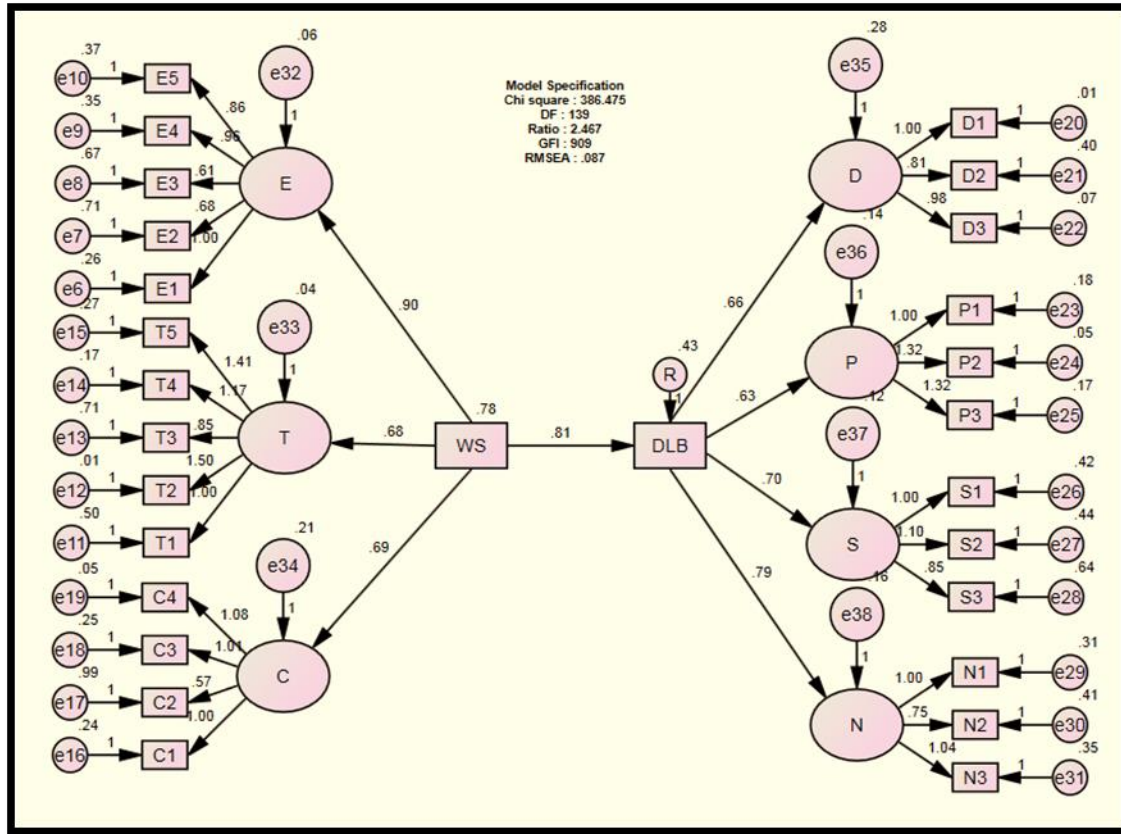 Model Specification
Chi square : 386.475
DF : 139
Ratio : 2.467
GFI : 909
RMSEA : .087
.06
e32
1
E
.37
e10
1
E5
.86
.35
e9
1
E4
.96
.67
e8
1
E3
.61
.71
e7
1
E2
.68
.26
e6
1
E1
1.00
.04
e33
1
T
.27
e15
1
T5
1.41
.17
e14
1
T4
1.17
.71
e13
1
T3
.85
.01
e12
1
T2
1.50
.50
e11
1
T1
1.00
.21
e34
1
C
.05
e19
1
C4
1.08
.25
e18
1
C3
1.01
.99
e17
1
C2
.57
.24
e16
1
C1
1.00
.90
.68
.69
.78
WS
.81
.43
R
1
DLB
.66
.63
.70
.79
.28
e35
1
D
1.00
D1
1
.01
e20
.81
D2
1
.40
e21
.98
D3
1
.07
e22
.14
e36
1
P
1.00
P1
1
.18
e23
1.32
P2
1
.05
e24
1.32
P3
1
.17
e25
.12
e37
1
S
1.00
S1
1
.42
e26
1.10
S2
1
.44
e27
.85
S3
1
.64
e28
.16
e38
1
N
1.00
N1
1
.31
e29
.75
N2
1
.41
e30
1.04
N3
1
.35
e31